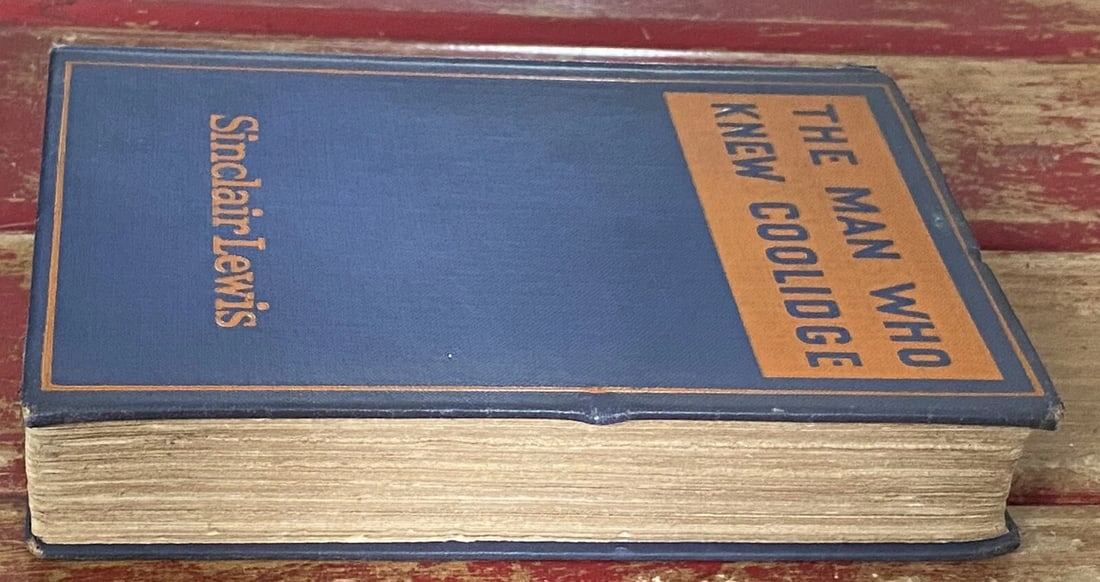 THE MAN WHO
KNEW COOLIDGE
Sinclair Lewis